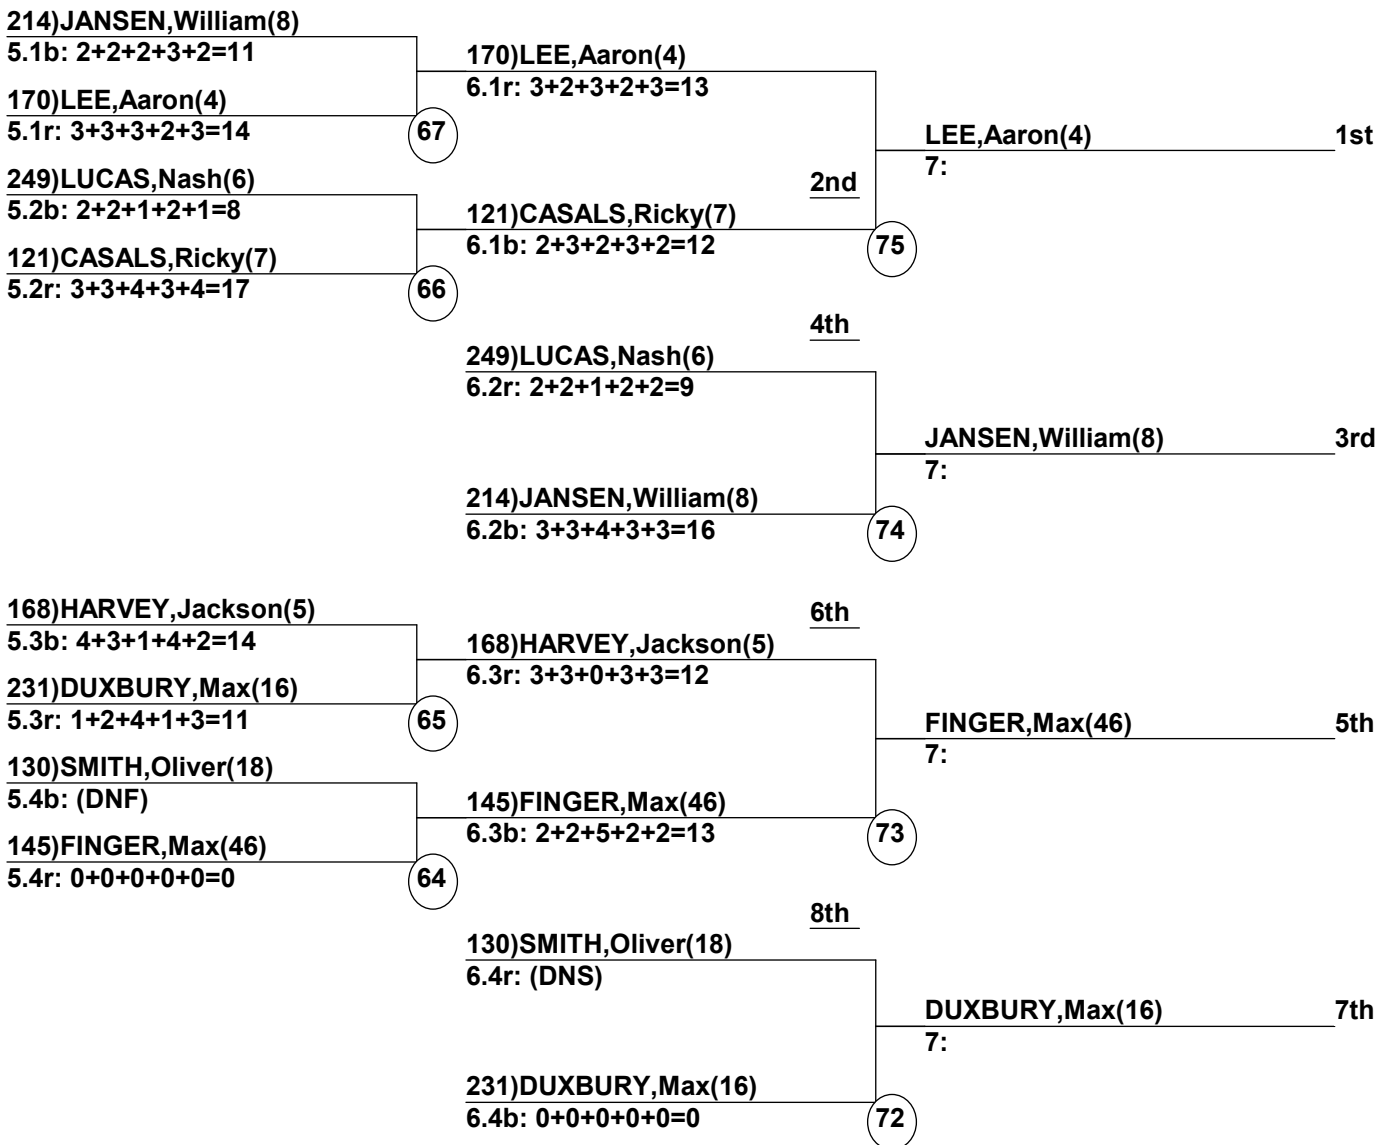 214)JANSEN,William(8)
5.1b: 2+2+2+3+2=11
170)LEE,Aaron(4)
5.1r: 3+3+3+2+3=14
67
249)LUCAS,Nash(6)
5.2b: 2+2+1+2+1=8
121)CASALS,Ricky(7)
5.2r: 3+3+4+3+4=17
66
170)LEE,Aaron(4)
6.1r: 3+2+3+2+3=13
2nd
121)CASALS,Ricky(7)
6.1b: 2+3+2+3+2=12
75
LEE,Aaron(4) 1st
7:
4th
249)LUCAS,Nash(6)
6.2r: 2+2+1+2+2=9
214)JANSEN,William(8)
6.2b: 3+3+4+3+3=16
74
JANSEN,William(8) 3rd
7:
168)HARVEY,Jackson(5)
5.3b: 4+3+1+4+2=14
231)DUXBURY,Max(16)
5.3r: 1+2+4+1+3=11
65
130)SMITH,Oliver(18)
5.4b: (DNF)
145)FINGER,Max(46)
5.4r: 0+0+0+0+0=0
64
6th
168)HARVEY,Jackson(5)
6.3r: 3+3+0+3+3=12
145)FINGER,Max(46)
6.3b: 2+2+5+2+2=13
73
FINGER,Max(46) 5th
7:
8th
130)SMITH,Oliver(18)
6.4r: (DNS)
231)DUXBURY,Max(16)
6.4b: 0+0+0+0+0=0
72
DUXBURY,Max(16) 7th
7: